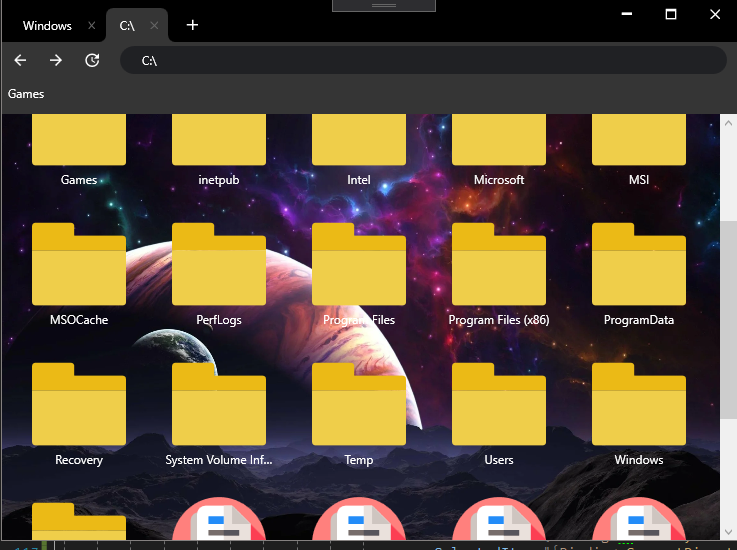 Windows
C:\
C:\
Games
Games
inetpub
Intel
Microsoft
MSI
MSOCache
PerfLogs
Program Files
Program Files (x86)
ProgramData
Recovery
System Volume Inf...
Temp
Users
Windows